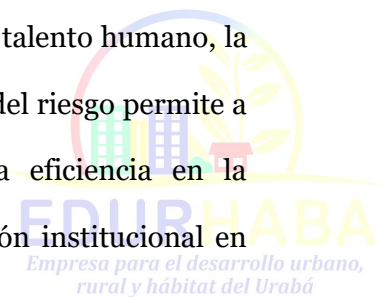 talento humano, la
del riesgo permite a
a eficiencia en la
ón institucional en
EDURHABA
Empresa para el desarrollo urbano,
rural y hábitat del Urabá